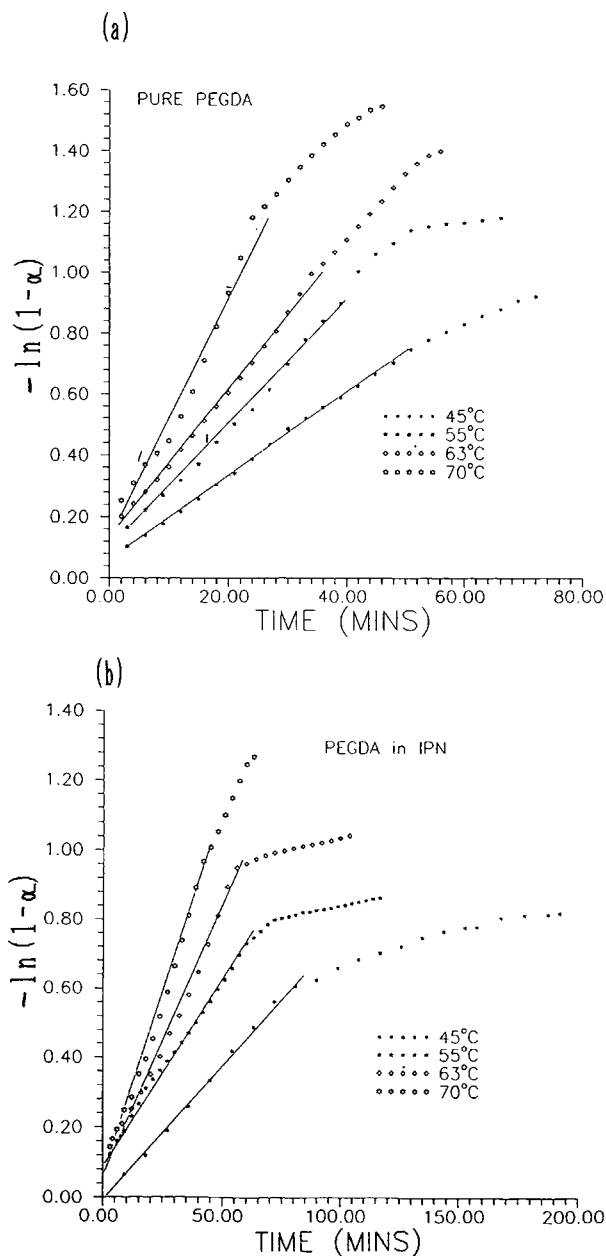 (a)
PURE PEGDA
1.60
1.40
1.20
1.00
0.80
0.60
0.40
0.20
0.00
-ln(1-α)
45°C
55°C
63°C
70°C
0.00 20.00 40.00 60.00 80.00
TIME (MINS)
(b)
PEGDA in IPN
1.40
1.20
1.00
0.80
0.60
0.40
0.20
0.00
-ln(1-α)
45°C
55°C
63°C
70°C
0.00 50.00 100.00 150.00 200.00
TIME (MINS)